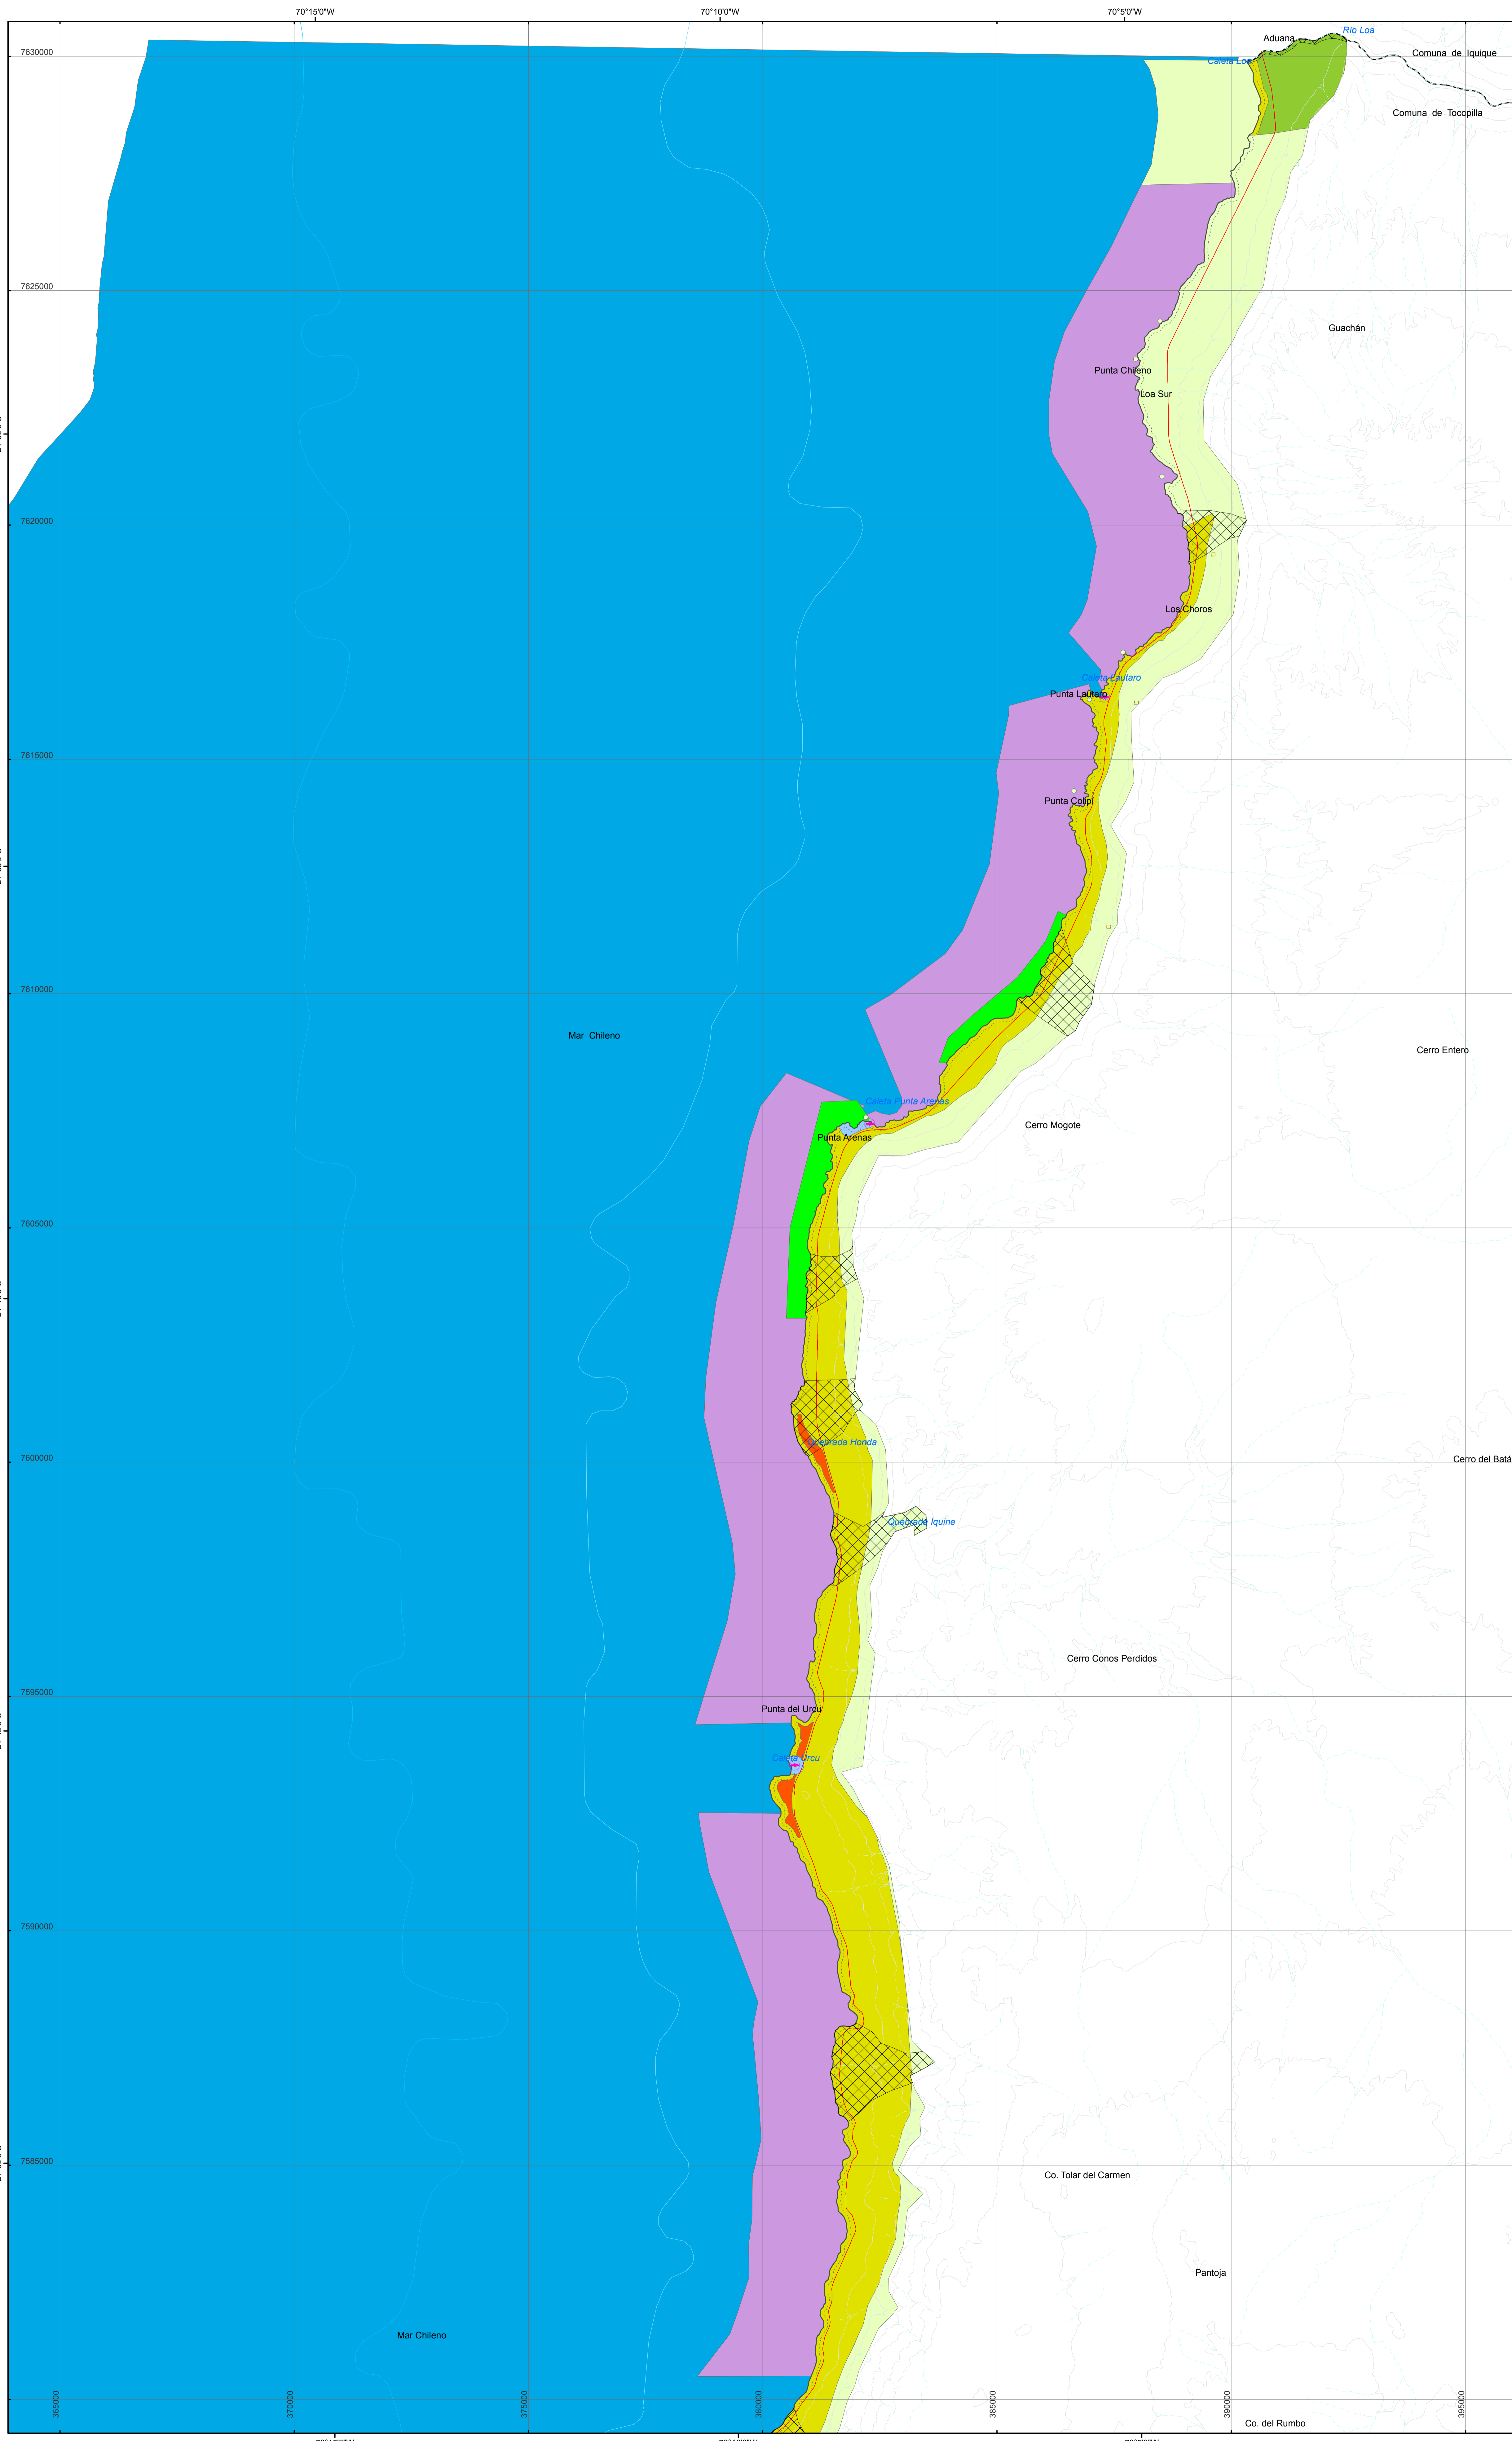 70°15'0"W
70°10'0"W
70°5'0"W
Río Loa
Aduana
7630000
Comuna de Iquique
Caleta Loa
Comuna de Tocopilla
7625000
Guachán
Punta Chileno
Loa Sur
7620000
Los Choros
Caleta Lautaro
Punta Lautaro
7615000
Punta Colipí
7610000
Mar Chileno
Cerro Entero
Caleta Punta Arenas
Cerro Mogote
Punta Arenas
7605000
Quebrada Honda
7600000
Cerro del Batá
Quebrada Iquine
Cerro Conos Perdidos
7595000
Punta del Urcu
Caleta Urcu
7590000
7585000
Co. Tolar del Carmen
Pantoja
Mar Chileno
365000
370000
375000
380000
385000
390000
395000
Co. del Rumbo